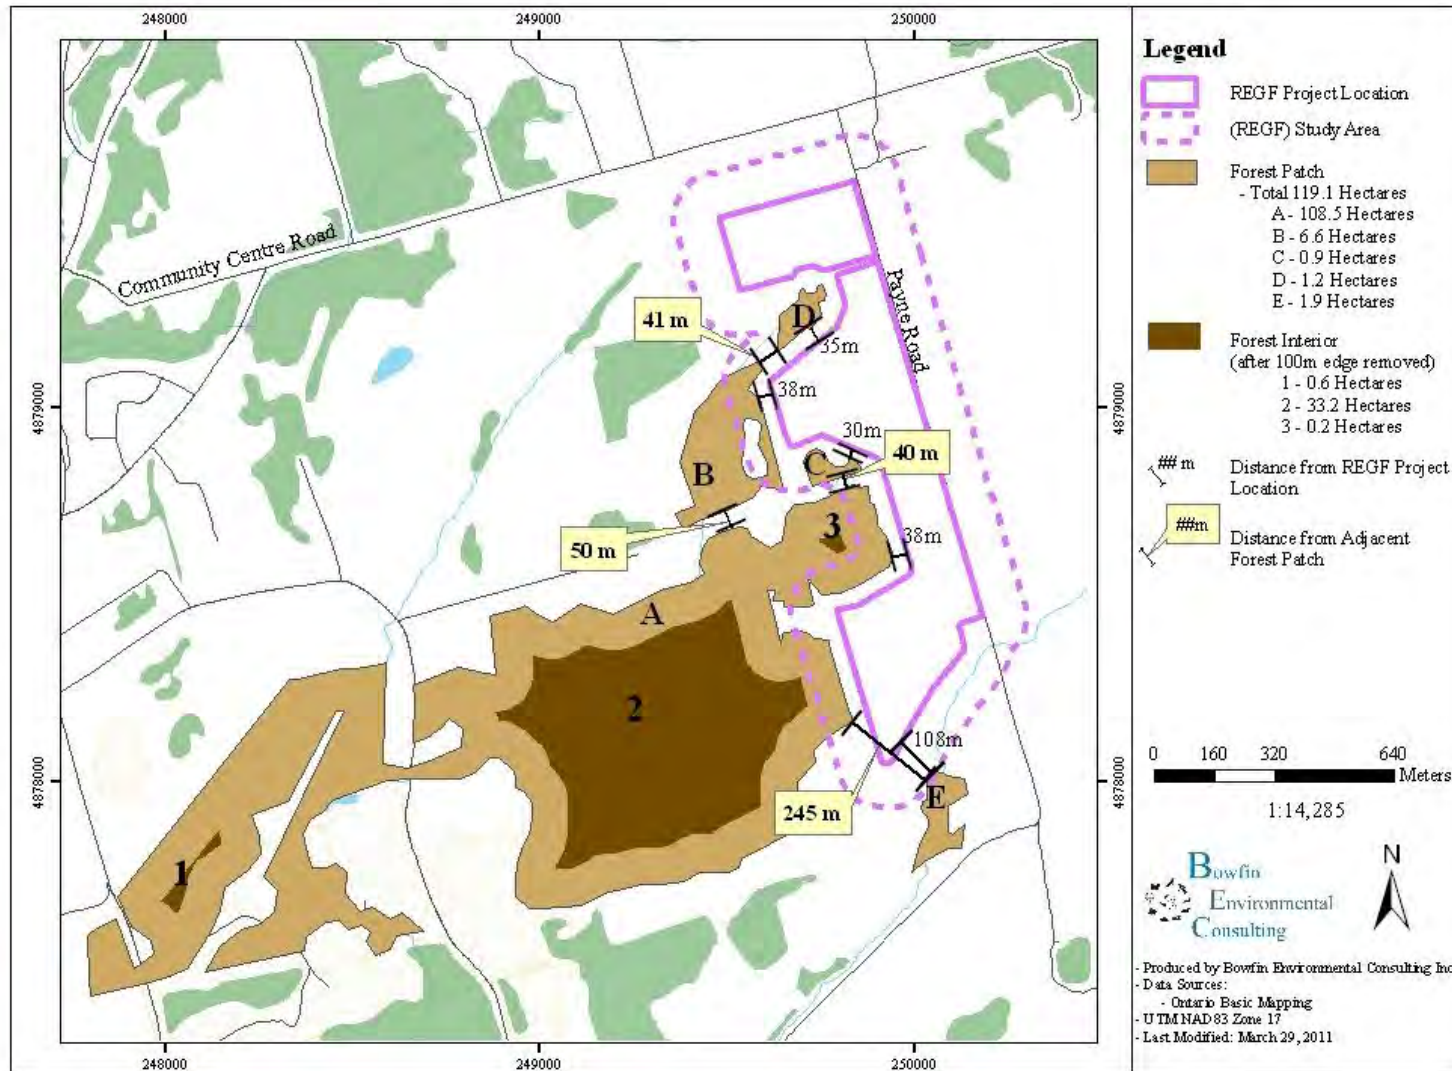 248000
249000
250000
4879000
4878000
4879000
4878000
248000
249000
250000
Community Centre Road
Payne Road
41 m
D
35m
38m
30m
C
40 m
B
50 m
3
38m
A
2
108m
E
245 m
1
Legend
REGF Project Location
(REGF) Study Area
Forest Patch
- Total 119.1 Hectares
A - 108.5 Hectares
B - 6.6 Hectares
C - 0.9 Hectares
D - 1.2 Hectares
E - 1.9 Hectares
Forest Interior
(after 100m edge removed)
1 - 0.6 Hectares
2 - 33.2 Hectares
3 - 0.2 Hectares
## m
Distance from REGF Project
Location
##m
Distance from Adjacent
Forest Patch
0 160 320 640
Meters
1:14,285
Bowfin
Environmental
Consulting
N
- Produced by Bowfin Environmental Consulting Inc
- Data Sources:
- Ontario Basic Mapping
- UTM NAD83 Zone 17
- Last Modified: March 29, 2011